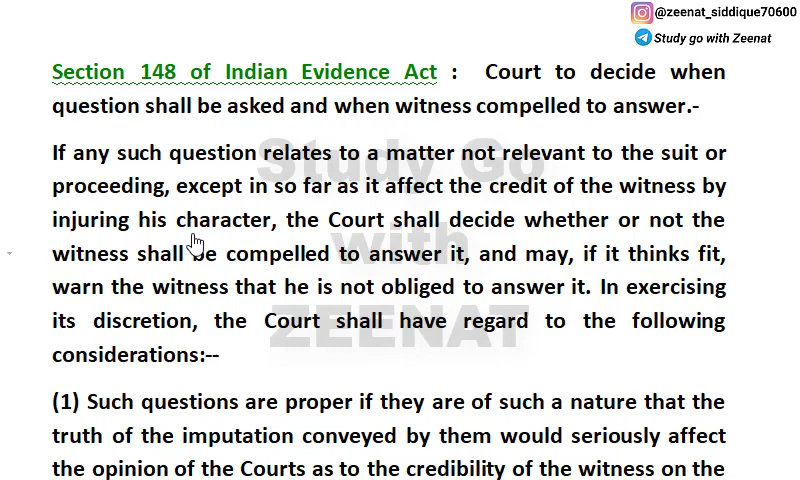 @zeenat_siddique70600
Study go with Zeenat
Section 148 of Indian Evidence Act : Court to decide when
question shall be asked and when witness compelled to answer.-
If any such question relates to a matter not relevant to the suit or
proceeding, except in so far as it affect the credit of the witness by
injuring his character, the Court shall decide whether or not the
witness shall be compelled to answer it, and may, if it thinks fit,
warn the witness that he is not obliged to answer it. In exercising
its discretion, the Court shall have regard to the following
considerations:--
(1) Such questions are proper if they are of such a nature that the
truth of the imputation conveyed by them would seriously affect
the opinion of the Courts as to the credibility of the witness on the
Study Go
with
ZEENAT